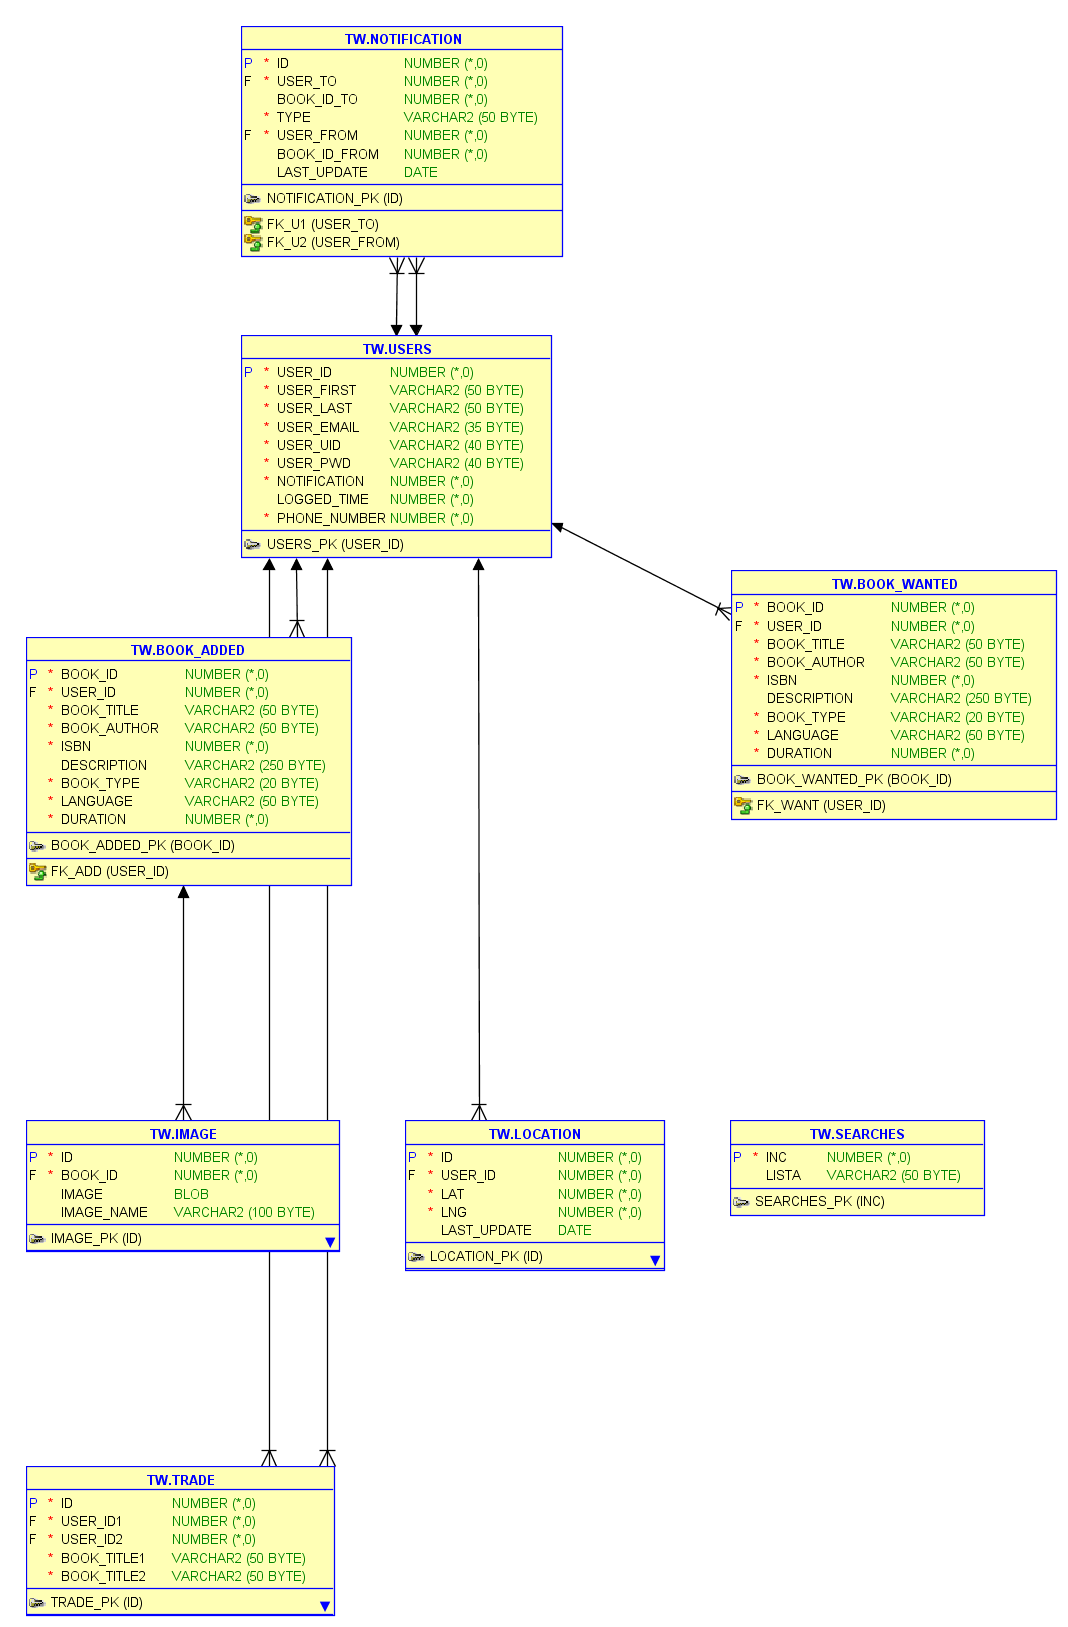 TW.NOTIFICATION
P * ID NUMBER (*,0)
F * USER_TO NUMBER (*,0)
BOOK_ID_TO NUMBER (*,0)
* TYPE VARCHAR2 (50 BYTE)
F * USER_FROM NUMBER (*,0)
BOOK_ID_FROM NUMBER (*,0)
LAST_UPDATE DATE
NOTIFICATION_PK (ID)
FK_U1 (USER_TO)
FK_U2 (USER_FROM)
TW.USERS
P * USER_ID NUMBER (*,0)
* USER_FIRST VARCHAR2 (50 BYTE)
* USER_LAST VARCHAR2 (50 BYTE)
* USER_EMAIL VARCHAR2 (35 BYTE)
* USER_UID VARCHAR2 (40 BYTE)
* USER_PWD VARCHAR2 (40 BYTE)
* NOTIFICATION NUMBER (*,0)
LOGGED_TIME NUMBER (*,0)
* PHONE_NUMBER NUMBER (*,0)
USERS_PK (USER_ID)
TW.BOOK_WANTED
P * BOOK_ID NUMBER (*,0)
F * USER_ID NUMBER (*,0)
* BOOK_TITLE VARCHAR2 (50 BYTE)
* BOOK_AUTHOR VARCHAR2 (50 BYTE)
* ISBN NUMBER (*,0)
DESCRIPTION VARCHAR2 (250 BYTE)
* BOOK_TYPE VARCHAR2 (20 BYTE)
* LANGUAGE VARCHAR2 (50 BYTE)
* DURATION NUMBER (*,0)
BOOK_WANTED_PK (BOOK_ID)
FK_WANT (USER_ID)
TW.BOOK_ADDED
P * BOOK_ID NUMBER (*,0)
F * USER_ID NUMBER (*,0)
* BOOK_TITLE VARCHAR2 (50 BYTE)
* BOOK_AUTHOR VARCHAR2 (50 BYTE)
* ISBN NUMBER (*,0)
DESCRIPTION VARCHAR2 (250 BYTE)
* BOOK_TYPE VARCHAR2 (20 BYTE)
* LANGUAGE VARCHAR2 (50 BYTE)
* DURATION NUMBER (*,0)
BOOK_ADDED_PK (BOOK_ID)
FK_ADD (USER_ID)
TW.IMAGE
P * ID NUMBER (*,0)
F * BOOK_ID NUMBER (*,0)
IMAGE BLOB
IMAGE_NAME VARCHAR2 (100 BYTE)
IMAGE_PK (ID)
TW.LOCATION
P * ID NUMBER (*,0)
F * USER_ID NUMBER (*,0)
* LAT NUMBER (*,0)
* LNG NUMBER (*,0)
LAST_UPDATE DATE
LOCATION_PK (ID)
TW.SEARCHES
P * INC NUMBER (*,0)
LISTA VARCHAR2 (50 BYTE)
SEARCHES_PK (INC)
TW.TRADE
P * ID NUMBER (*,0)
F * USER_ID1 NUMBER (*,0)
F * USER_ID2 NUMBER (*,0)
* BOOK_TITLE1 VARCHAR2 (50 BYTE)
* BOOK_TITLE2 VARCHAR2 (50 BYTE)
TRADE_PK (ID)